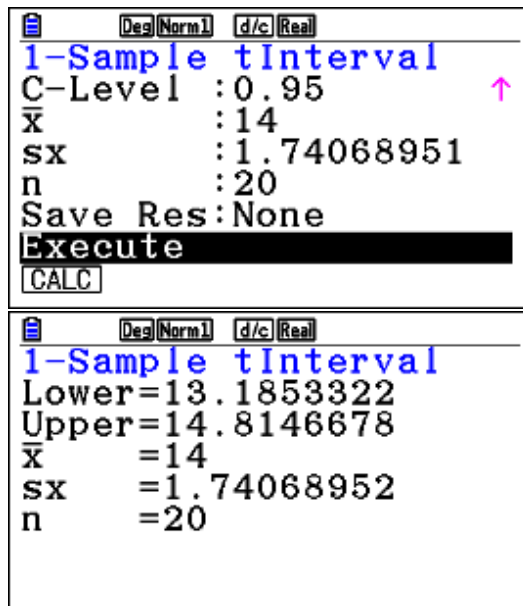 Deg Norm1 d/c Real
1-Sample tInterval
C-Level :0.95 ↑
x̅ :14
sx :1.74068951
n :20
Save Res:None
Execute
CALC
Deg Norm1 d/c Real
1-Sample tInterval
Lower=13.1853322
Upper=14.8146678
x̅ =14
sx =1.74068952
n =20